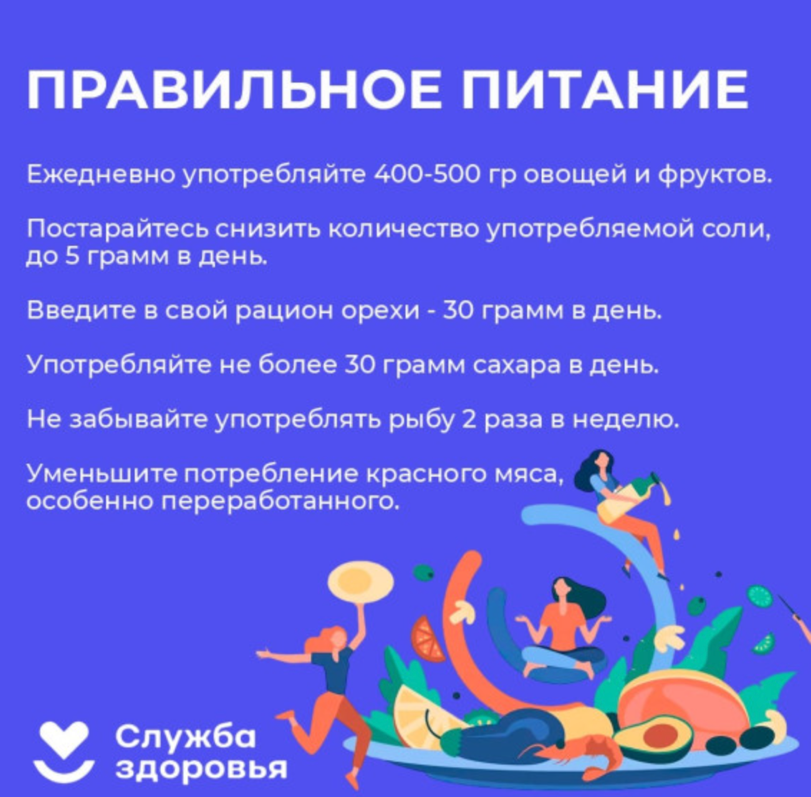 ПРАВИЛЬНОЕ ПИТАНИЕ
Ежедневно употребляйте 400-500 гр овощей и фруктов.
Постарайтесь снизить количество употребляемой соли,
до 5 грамм в день.
Введите в свой рацион орехи - 30 грамм в день.
Употребляйте не более 30 грамм сахара в день.
Не забывайте употреблять рыбу 2 раза в неделю.
Уменьшите потребление красного мяса,
особенно переработанного.
Служба
здоровья